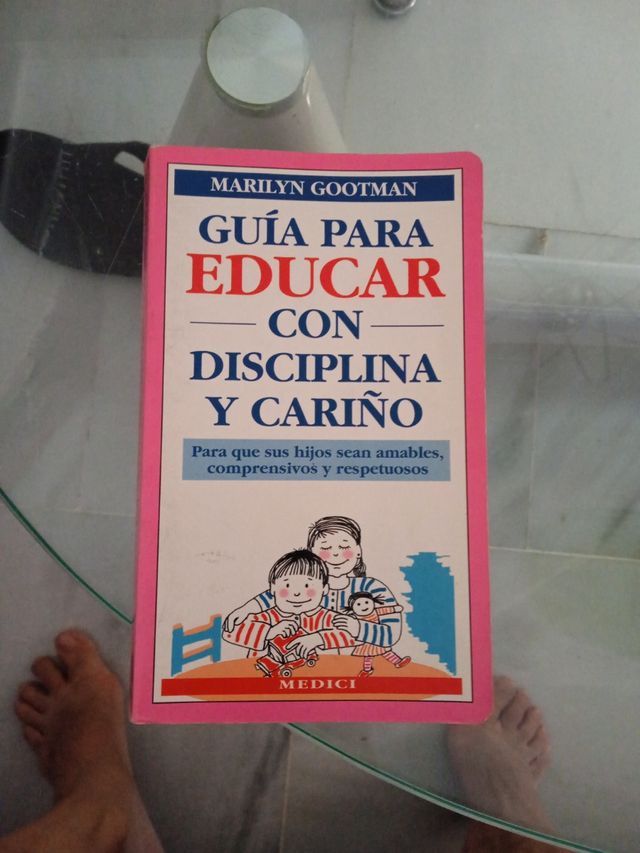 MARILYN GOOTMAN
GUÍA PARA
EDUCAR
CON
DISCIPLINA
Y CARIÑO
Para que sus hijos sean amables,
comprensivos y respetuosos
MEDICI